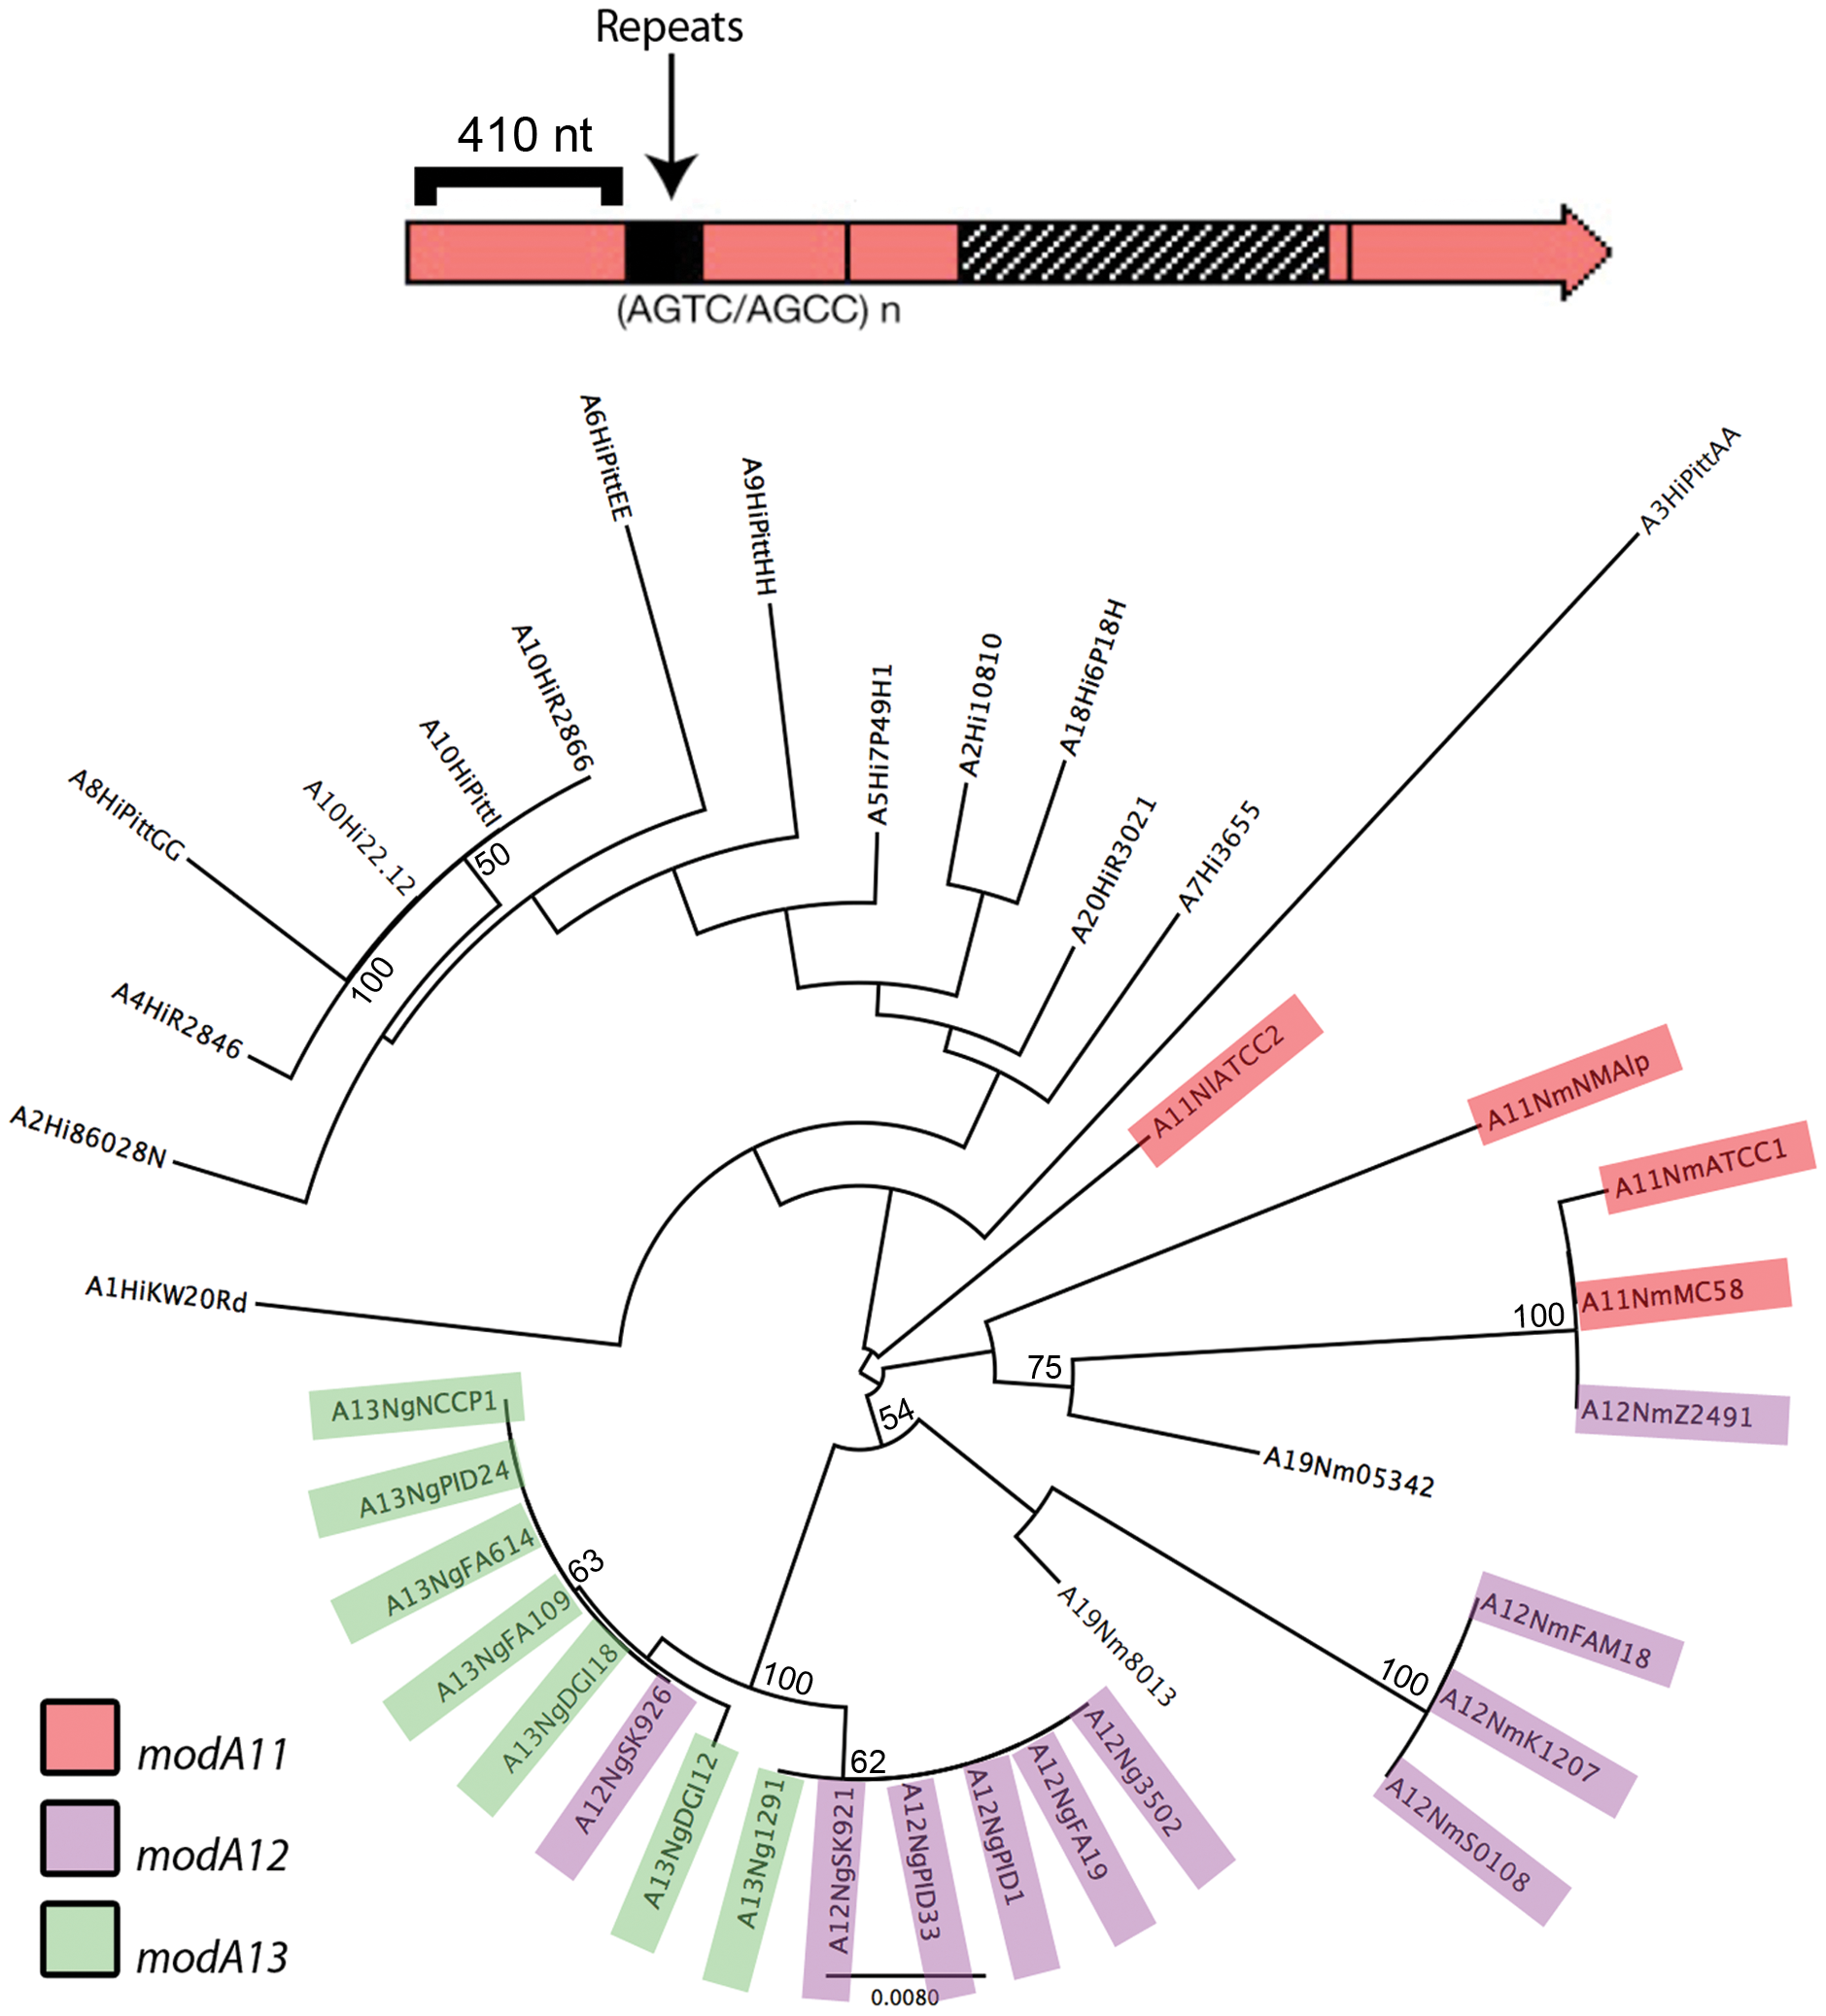 Repeats
410 nt
(AGTC/AGCC) n
A6HiPittEE
A9HiPittHH
A3HiPittAA
A10HiR2866
A5Hi7P49H1
A2Hi10810
A18Hi6P18H
A10HiPittI
A8HiPittGG
A10Hi22.12
A20HiR3021
A7Hi3655
50
100
A4HiR2846
A2Hi86028N
A1HiKW20Rd
A11NlATCC2
A11NmNMAlp
A11NmATCC1
A11NmMC58
100
75
A12NmZ2491
A19Nm05342
54
A13NgNCCP1
A13NgPID24
A13NgFA614
63
A13NgFA109
A13NgDGI18
A12NgSK926
A13NgDGI12
A13Ng1291
100
62
A12NgSK921
A12NgPID33
A12NgPID1
A12NgFA19
A12Ng3502
A19Nm8013
100
A12NmFAM18
A12NmK1207
A12NmS0108
modA11
modA12
modA13
0.0080